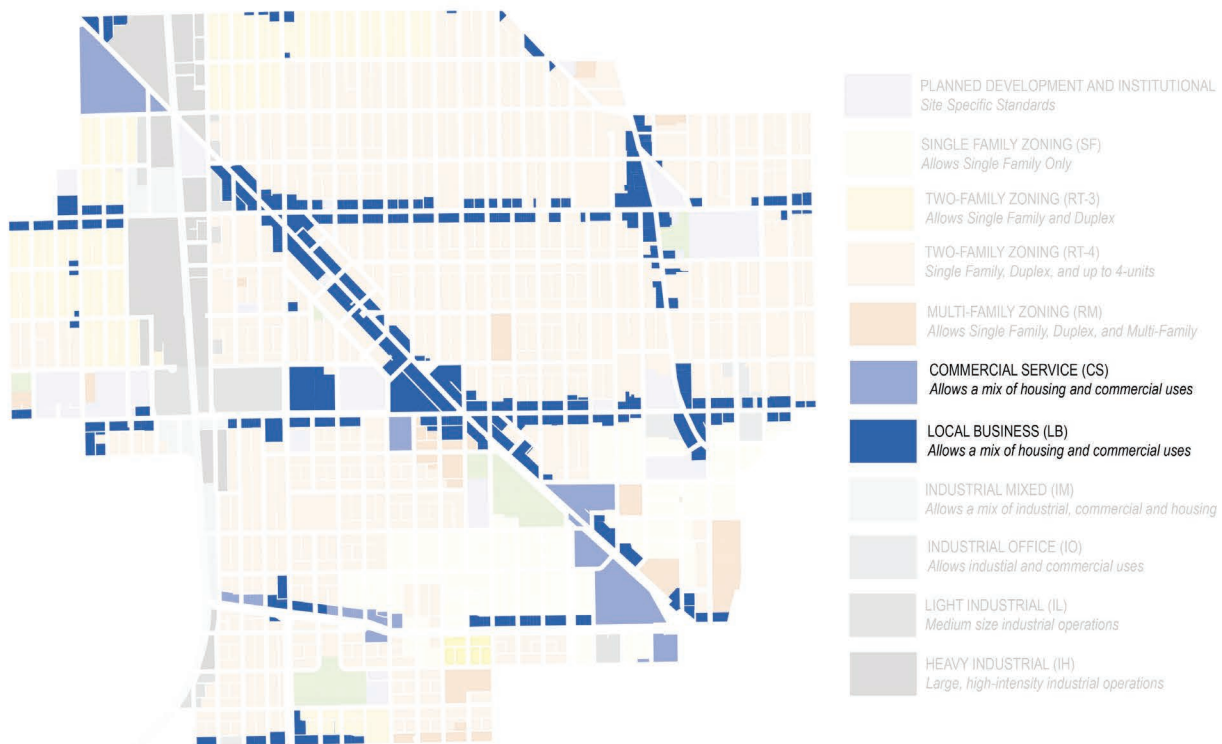 PLANNED DEVELOPMENT AND INSTITUTIONAL
Site Specific Standards
SINGLE FAMILY ZONING (SF)
Allows Single Family Only
TWO-FAMILY ZONING (RT-3)
Allows Single Family and Duplex
TWO-FAMILY ZONING (RT-4)
Single Family, Duplex, and up to 4-units
MULTI-FAMILY ZONING (RM)
Allows Single Family, Duplex, and Multi-Family
COMMERCIAL SERVICE (CS)
Allows a mix of housing and commercial uses
LOCAL BUSINESS (LB)
Allows a mix of housing and commercial uses
INDUSTRIAL MIXED (IM)
Allows a mix of industrial, commercial and housing
INDUSTRIAL OFFICE (IO)
Allows industial and commercial uses
LIGHT INDUSTRIAL (IL)
Medium size industrial operations
HEAVY INDUSTRIAL (IH)
Large, high-intensity industrial operations